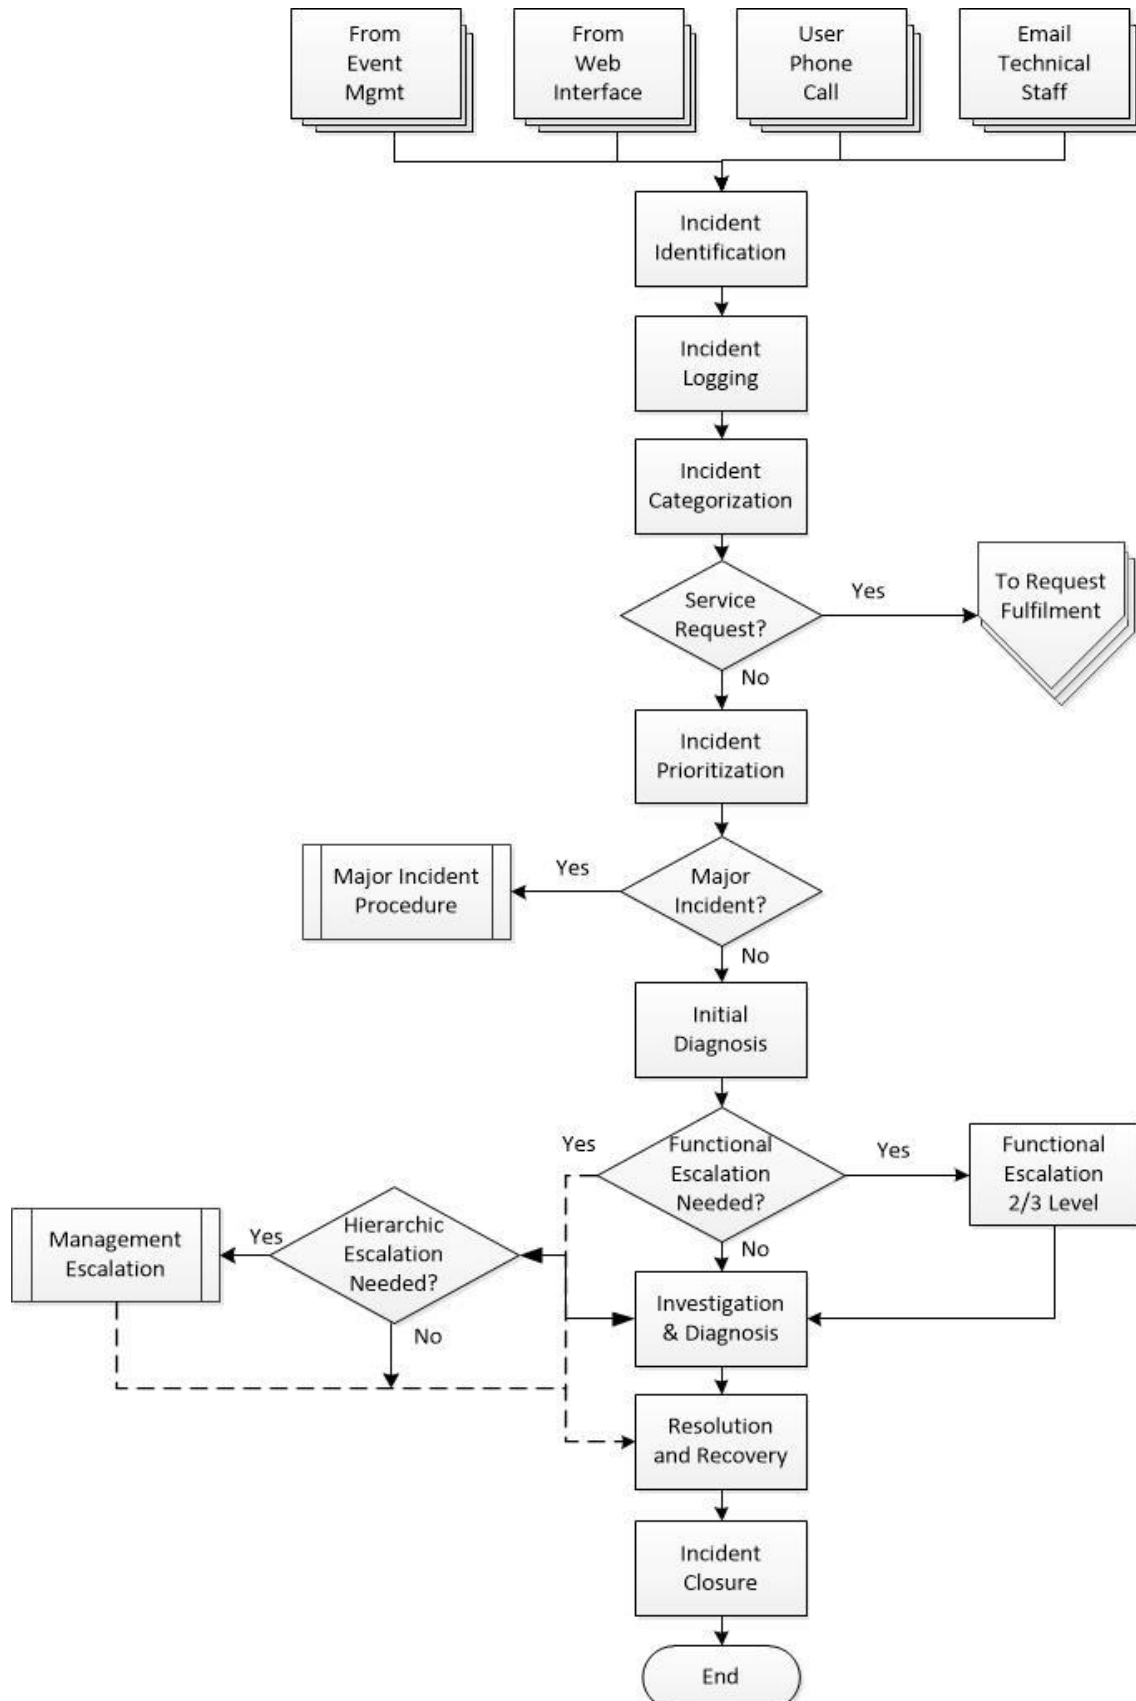 From
Event
Mgmt
From
Web
Interface
User
Phone
Call
Email
Technical
Staff
Incident
Identification
Incident
Logging
Incident
Categorization
Service
Request?
Yes
To Request
Fulfilment
No
Incident
Prioritization
Major Incident
Procedure
Yes
Major
Incident?
No
Initial
Diagnosis
Yes
Functional
Escalation
Needed?
Yes
Functional
Escalation
2/3 Level
Management
Escalation
Yes
Hierarchic
Escalation
Needed?
No
No
Investigation
& Diagnosis
Resolution
and Recovery
Incident
Closure
End